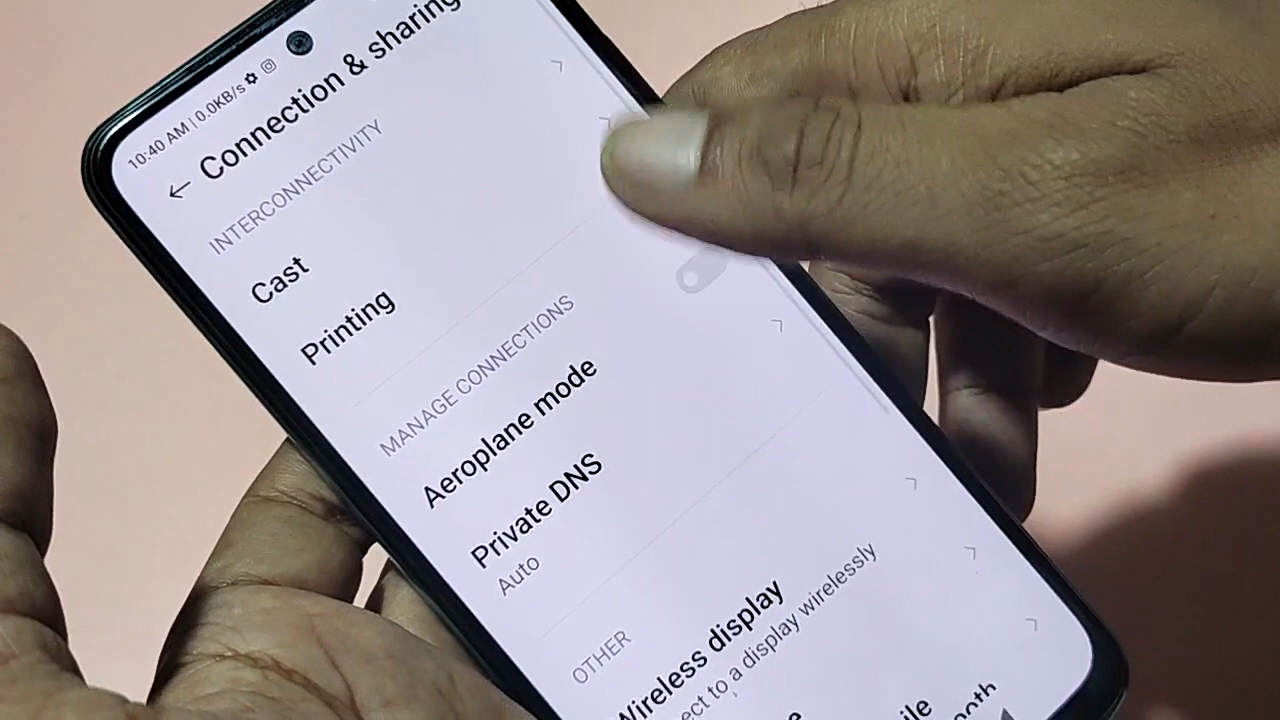 10:40 AM | 0.0KB/s
Connection & sharing
INTERCONNECTIVITY
Cast
Printing
MANAGE CONNECTIONS
Aeroplane mode
Private DNS
Auto
OTHER
Wireless display
to a display wirelessly